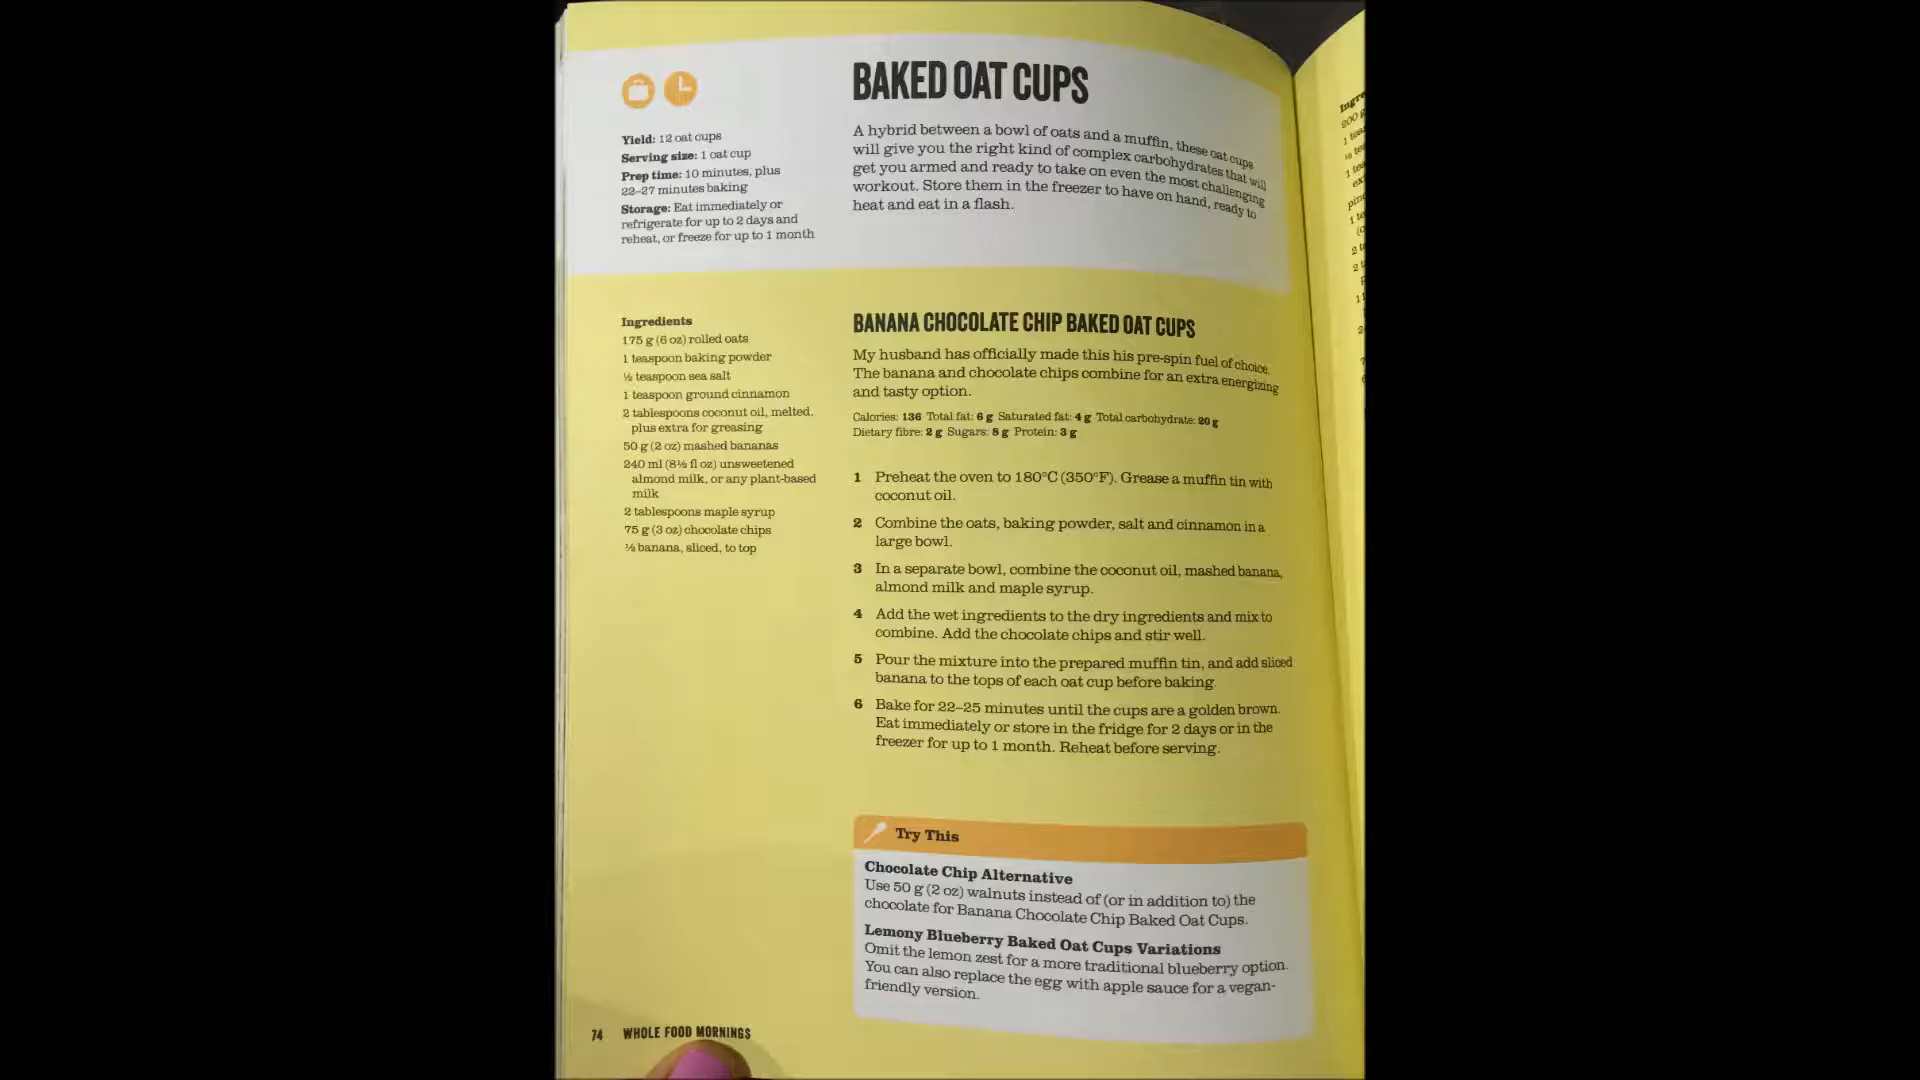 BAKED OAT CUPS
A hybrid between a bowl of oats and a muffin, these oat cups
will give you the right kind of complex carbohydrates that will
get you armed and ready to take on even the most challenging
workout. Store them in the freezer to have on hand, ready to
heat and eat in a flash.
Yield: 12 oat cups
Serving size: 1 oat cup
Prep time: 10 minutes, plus
22–27 minutes baking
Storage: Eat immediately or
refrigerate for up to 2 days and
reheat, or freeze for up to 1 month
Ingredients
175 g (6 oz) rolled oats
1 teaspoon baking powder
½ teaspoon sea salt
1 teaspoon ground cinnamon
2 tablespoons coconut oil, melted,
plus extra for greasing
50 g (2 oz) mashed bananas
240 ml (8½ fl oz) unsweetened
almond milk, or any plant-based
milk
2 tablespoons maple syrup
75 g (3 oz) chocolate chips
½ banana, sliced, to top
BANANA CHOCOLATE CHIP BAKED OAT CUPS
My husband has officially made this his pre-spin fuel of choice.
The banana and chocolate chips combine for an extra energizing
and tasty option.
Calories: 136 Total fat: 6 g Saturated fat: 4 g Total carbohydrate: 20 g
Dietary fibre: 2 g Sugars: 8 g Protein: 3 g
1 Preheat the oven to 180°C (350°F). Grease a muffin tin with
coconut oil.
2 Combine the oats, baking powder, salt and cinnamon in a
large bowl.
3 In a separate bowl, combine the coconut oil, mashed banana,
almond milk and maple syrup.
4 Add the wet ingredients to the dry ingredients and mix to
combine. Add the chocolate chips and stir well.
5 Pour the mixture into the prepared muffin tin, and add sliced
banana to the tops of each oat cup before baking.
6 Bake for 22–25 minutes until the cups are a golden brown.
Eat immediately or store in the fridge for 2 days or in the
freezer for up to 1 month. Reheat before serving.
Try This
Chocolate Chip Alternative
Use 50 g (2 oz) walnuts instead of (or in addition to) the
chocolate for Banana Chocolate Chip Baked Oat Cups.
Lemony Blueberry Baked Oat Cups Variations
Omit the lemon zest for a more traditional blueberry option.
You can also replace the egg with apple sauce for a vegan-
friendly version.
74 WHOLE FOOD MORNINGS